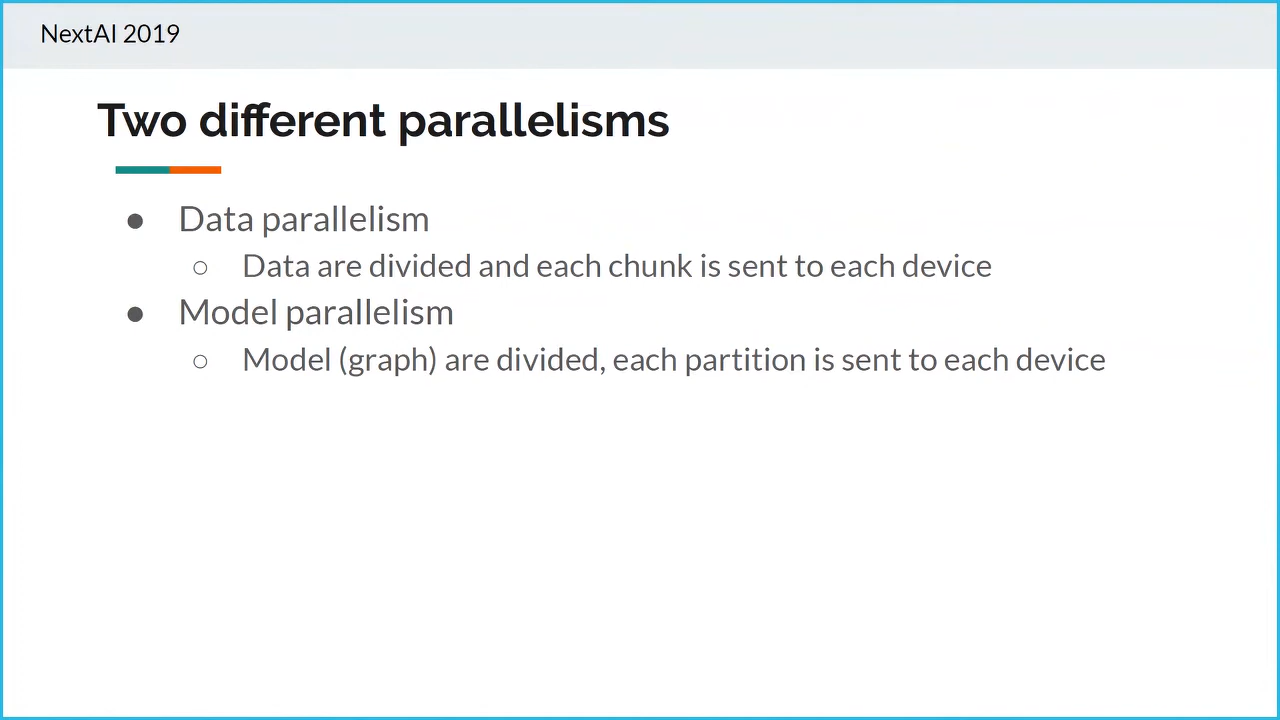 NextAI 2019
Two different parallelisms
● Data parallelism
○ Data are divided and each chunk is sent to each device
● Model parallelism
○ Model (graph) are divided, each partition is sent to each device